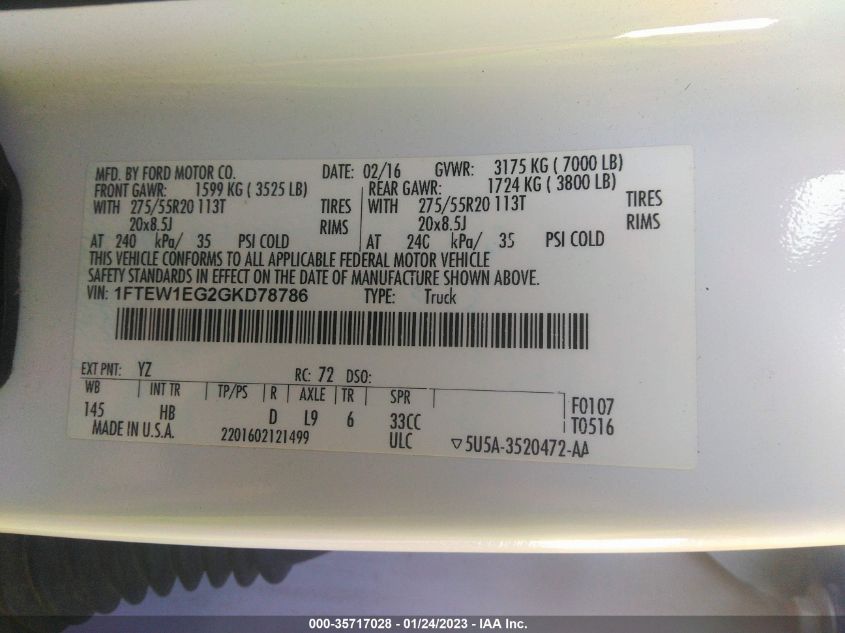 MFD. BY FORD MOTOR CO. DATE: 02/16 GVWR: 3175 KG ( 7000 LB)
FRONT GAWR: 1599 KG ( 3525 LB) REAR GAWR: 1724 KG ( 3800 LB)
WITH 275/55R20 113T TIRES WITH 275/55R20 113T TIRES
20x8.5J RIMS 20x8.5J RIMS
AT 240 kPa/ 35 PSI COLD AT 24C kPa/ 35 PSI COLD
THIS VEHICLE CONFORMS TO ALL APPLICABLE FEDERAL MOTOR VEHICLE
SAFETY STANDARDS IN EFFECT ON THE DATE OF MANUFACTURE SHOWN ABOVE.
VIN: 1FTEW1EG2GKD78786 TYPE: Truck
EXT PNT: YZ RC: 72 DSO:
WB INT TR TP/PS R AXLE TR SPR
145 HB D L9 6 33CC F0107
MADE IN U.S.A. 2201602121499 ULC T0516
▽5U5A-3520472-AA
000-35717028 - 01/24/2023 - IAA Inc.